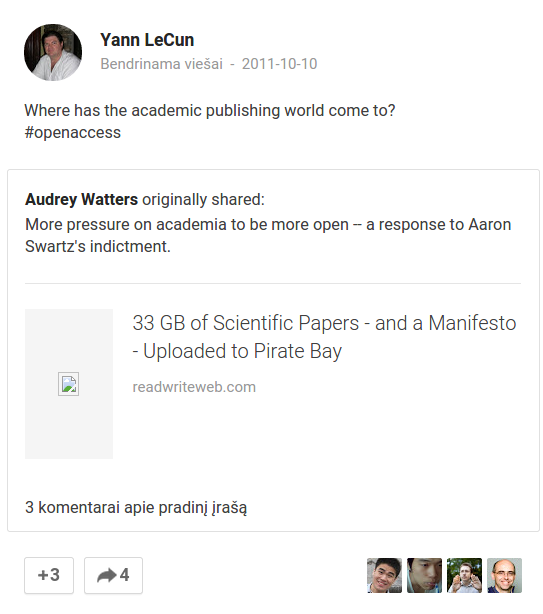 Yann LeCun
Bendrinama viešai - 2011-10-10
Where has the academic publishing world come to?
#openaccess
Audrey Watters originally shared:
More pressure on academia to be more open -- a response to Aaron
Swartz's indictment.
33 GB of Scientific Papers - and a Manifesto
- Uploaded to Pirate Bay
readwriteweb.com
3 komentarai apie pradinį įrašą
+3 4